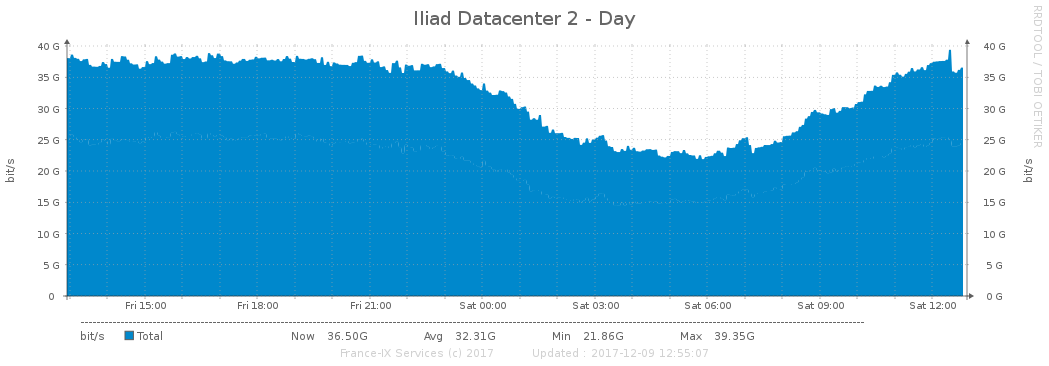 Iliad Datacenter 2 - Day
RRDTOOL / TOBI OETIKER
40 G 40 G
35 G 35 G
30 G 30 G
25 G 25 G
20 G 20 G
15 G 15 G
10 G 10 G
5 G 5 G
0 0 G
bit/s
bit/s
Fri 15:00 Fri 18:00 Fri 21:00 Sat 00:00 Sat 03:00 Sat 06:00 Sat 09:00 Sat 12:00
bit/s Total Now 36.50G Avg 32.31G Min 21.86G Max 39.35G
France-IX Services (c) 2017 Updated : 2017-12-09 12:55:07